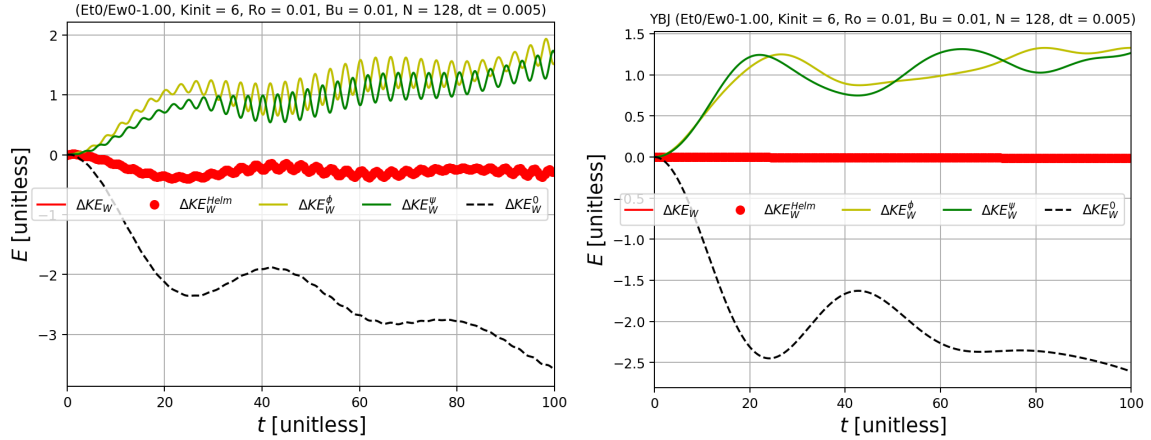 (Et0/Ew0-1.00, Kinit = 6, Ro = 0.01, Bu = 0.01, N = 128, dt = 0.005)
2
1
0
−1
−2
−3
E [unitless]
ΔKE_W ΔKE_W^Helm ΔKE_W^ϕ ΔKE_W^ψ ΔKE_W^0
0 20 40 60 80 100
t [unitless]
YBJ (Et0/Ew0-1.00, Kinit = 6, Ro = 0.01, Bu = 0.01, N = 128, dt = 0.005)
1.5
1.0
0.5
0.0
−0.5
−1.0
−1.5
−2.0
−2.5
E [unitless]
ΔKE_W ΔKE_W^Helm ΔKE_W^ϕ ΔKE_W^ψ ΔKE_W^0
0 20 40 60 80 100
t [unitless]